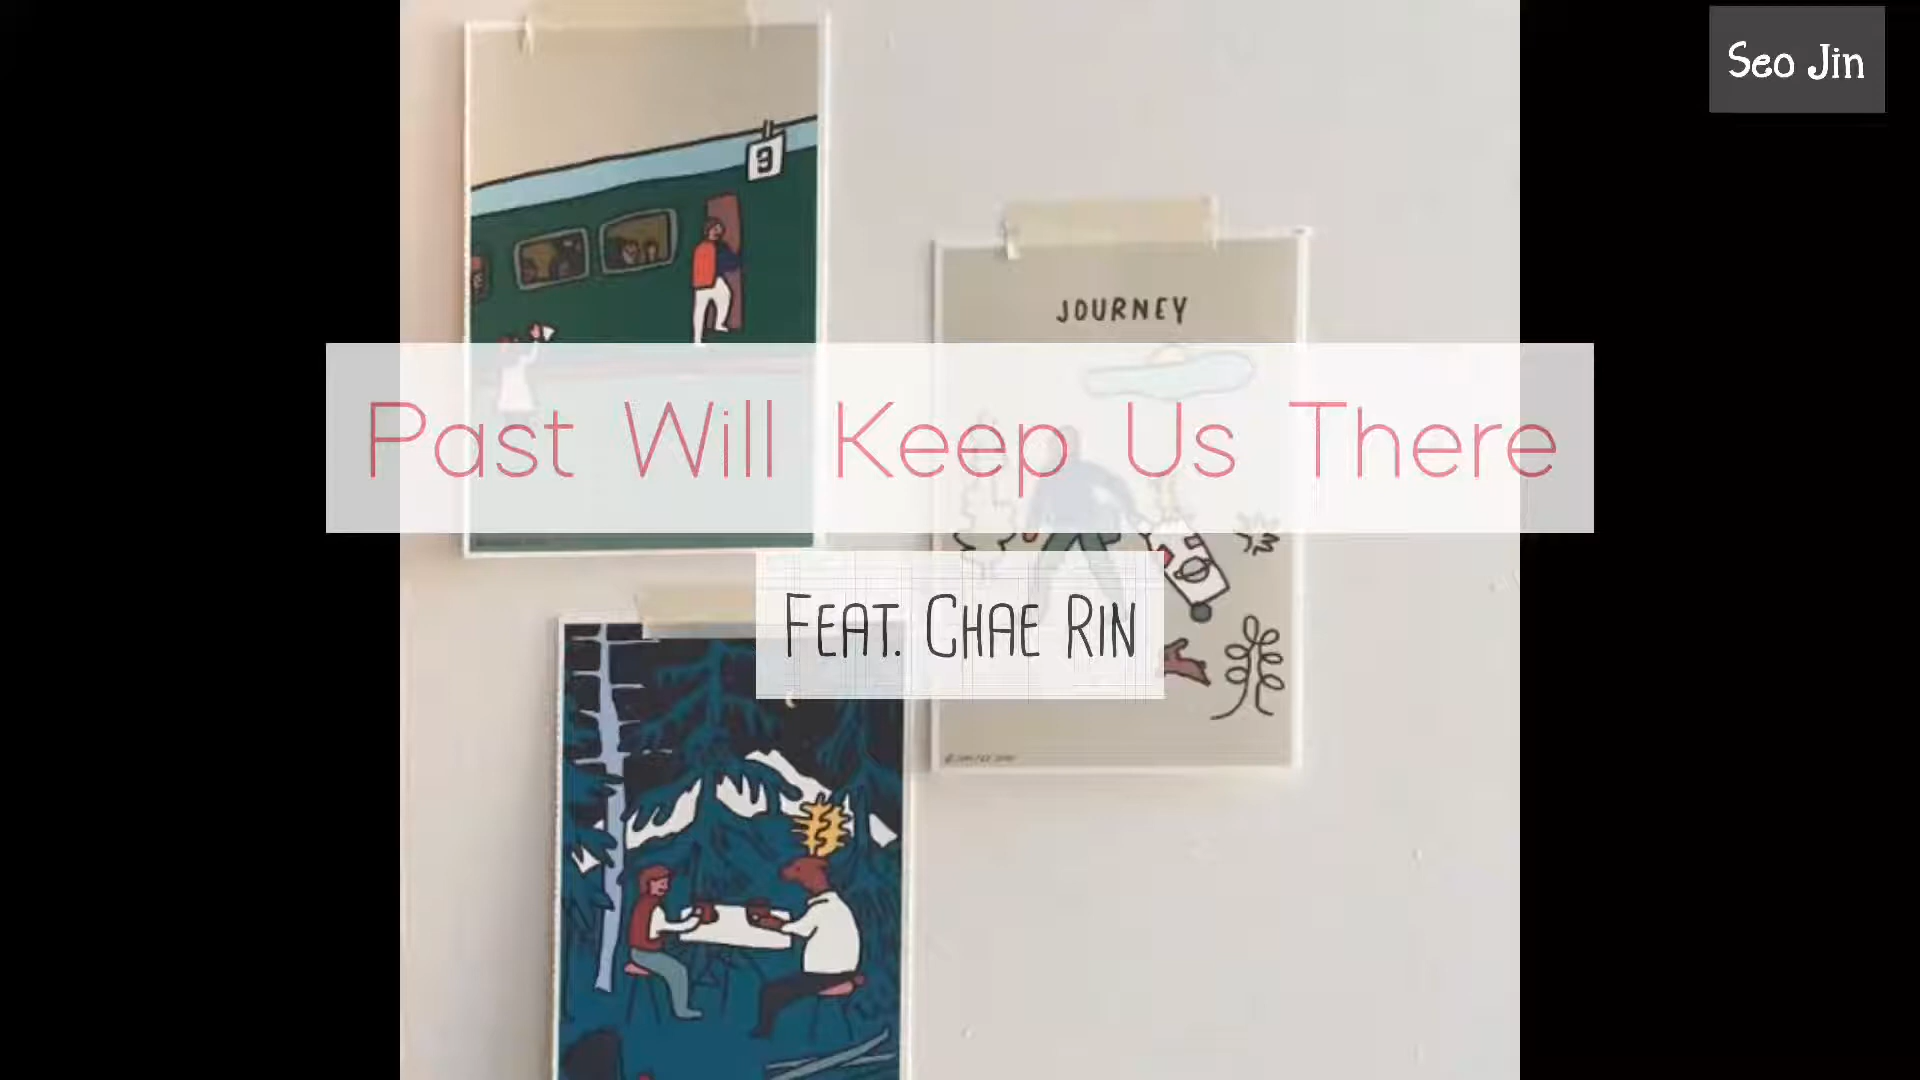 Seo Jin
9
JOURNEY
Past Will Keep Us There
FEAT. CHAE RIN